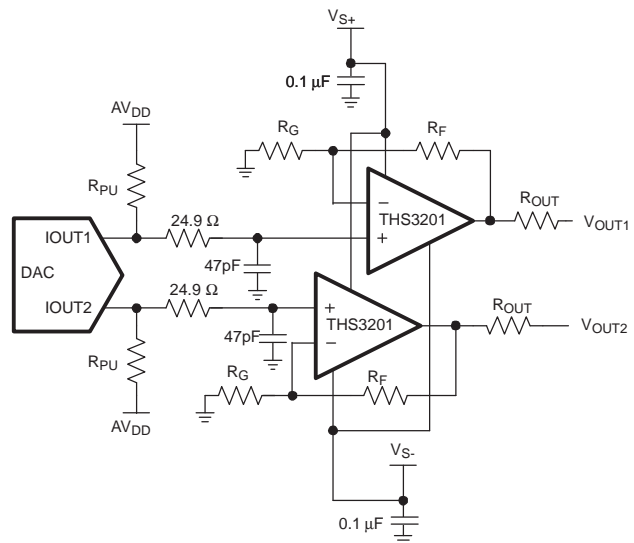 VS+
0.1 µF
AVDD
RG
RF
RPU
THS3201
ROUT
VOUT1
24.9 Ω
IOUT1
DAC
47pF
IOUT2
24.9 Ω
THS3201
ROUT
VOUT2
47pF
RPU
RG
RF
AVDD
VS-
0.1 µF